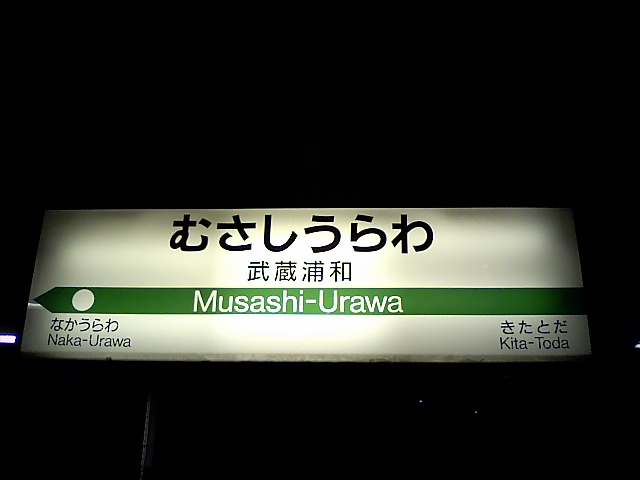 むさしうらわ
武蔵浦和
Musashi-Urawa
なかうらわ
Naka-Urawa
きたとだ
Kita-Toda